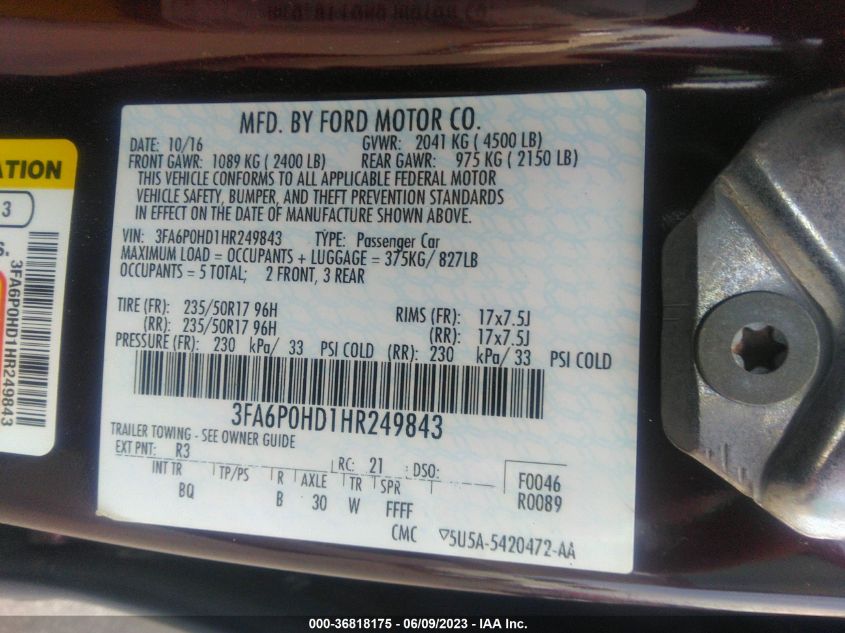 MFD. BY FORD MOTOR CO.
DATE: 10/16 GVWR: 2041 KG ( 4500 LB)
FRONT GAWR: 1089 KG ( 2400 LB) REAR GAWR: 975 KG ( 2150 LB)
THIS VEHICLE CONFORMS TO ALL APPLICABLE FEDERAL MOTOR
VEHICLE SAFETY, BUMPER, AND THEFT PREVENTION STANDARDS
IN EFFECT ON THE DATE OF MANUFACTURE SHOWN ABOVE.
VIN: 3FA6P0HD1HR249843 TYPE: Passenger Car
MAXIMUM LOAD = OCCUPANTS + LUGGAGE = 375KG/ 827LB
OCCUPANTS = 5 TOTAL; 2 FRONT, 3 REAR
TIRE (FR): 235/50R17 96H RIMS (FR): 17x7.5J
(RR): 235/50R17 96H (RR): 17x7.5J
PRESSURE (FR): 230 kPa/ 33 PSI COLD (RR): 230 kPa/ 33 PSI COLD
3FA6P0HD1HR249843
TRAILER TOWING - SEE OWNER GUIDE
EXT PNT: R3 RC: 21 DSO:
INT TR TP/PS R AXLE TR SPR
BQ B 30 W FFFF
F0046
R0089
CMC ▽5U5A-5420472-AA
ATION
3
S.
3FA6P0HD1HR249843
000-36818175 - 06/09/2023 - IAA Inc.